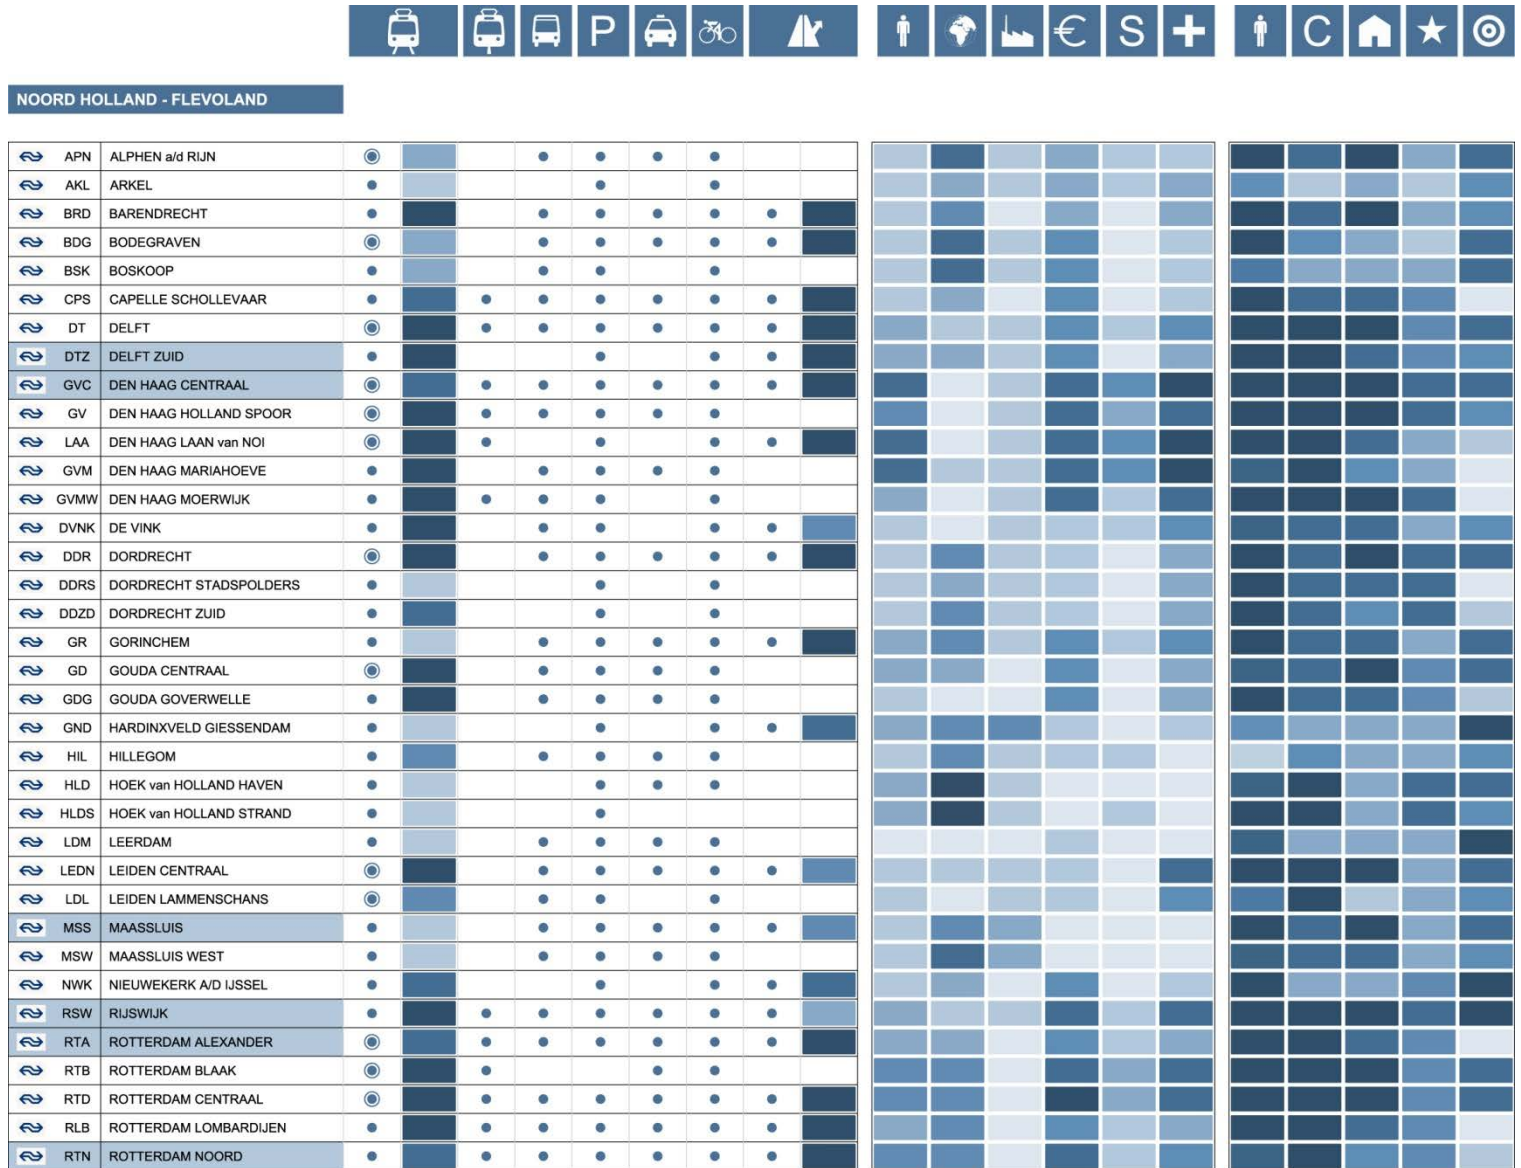 P € S + C
NOORD HOLLAND - FLEVOLAND
APN ALPHEN a/d RIJN
AKL ARKEL
BRD BARENDRECHT
BDG BODEGRAVEN
BSK BOSKOOP
CPS CAPELLE SCHOLLEVAAR
DT DELFT
DTZ DELFT ZUID
GVC DEN HAAG CENTRAAL
GV DEN HAAG HOLLAND SPOOR
LAA DEN HAAG LAAN van NOI
GVM DEN HAAG MARIAHOEVE
GVMW DEN HAAG MOERWIJK
DVNK DE VINK
DDR DORDRECHT
DDRS DORDRECHT STADSPOLDERS
DDZD DORDRECHT ZUID
GR GORINCHEM
GD GOUDA CENTRAAL
GDG GOUDA GOVERWELLE
GND HARDINXVELD GIESSENDAM
HIL HILLEGOM
HLD HOEK van HOLLAND HAVEN
HLDS HOEK van HOLLAND STRAND
LDM LEERDAM
LEDN LEIDEN CENTRAAL
LDL LEIDEN LAMMENSCHANS
MSS MAASSLUIS
MSW MAASSLUIS WEST
NWK NIEUWEKERK A/D IJSSEL
RSW RIJSWIJK
RTA ROTTERDAM ALEXANDER
RTB ROTTERDAM BLAAK
RTD ROTTERDAM CENTRAAL
RLB ROTTERDAM LOMBARDIJEN
RTN ROTTERDAM NOORD